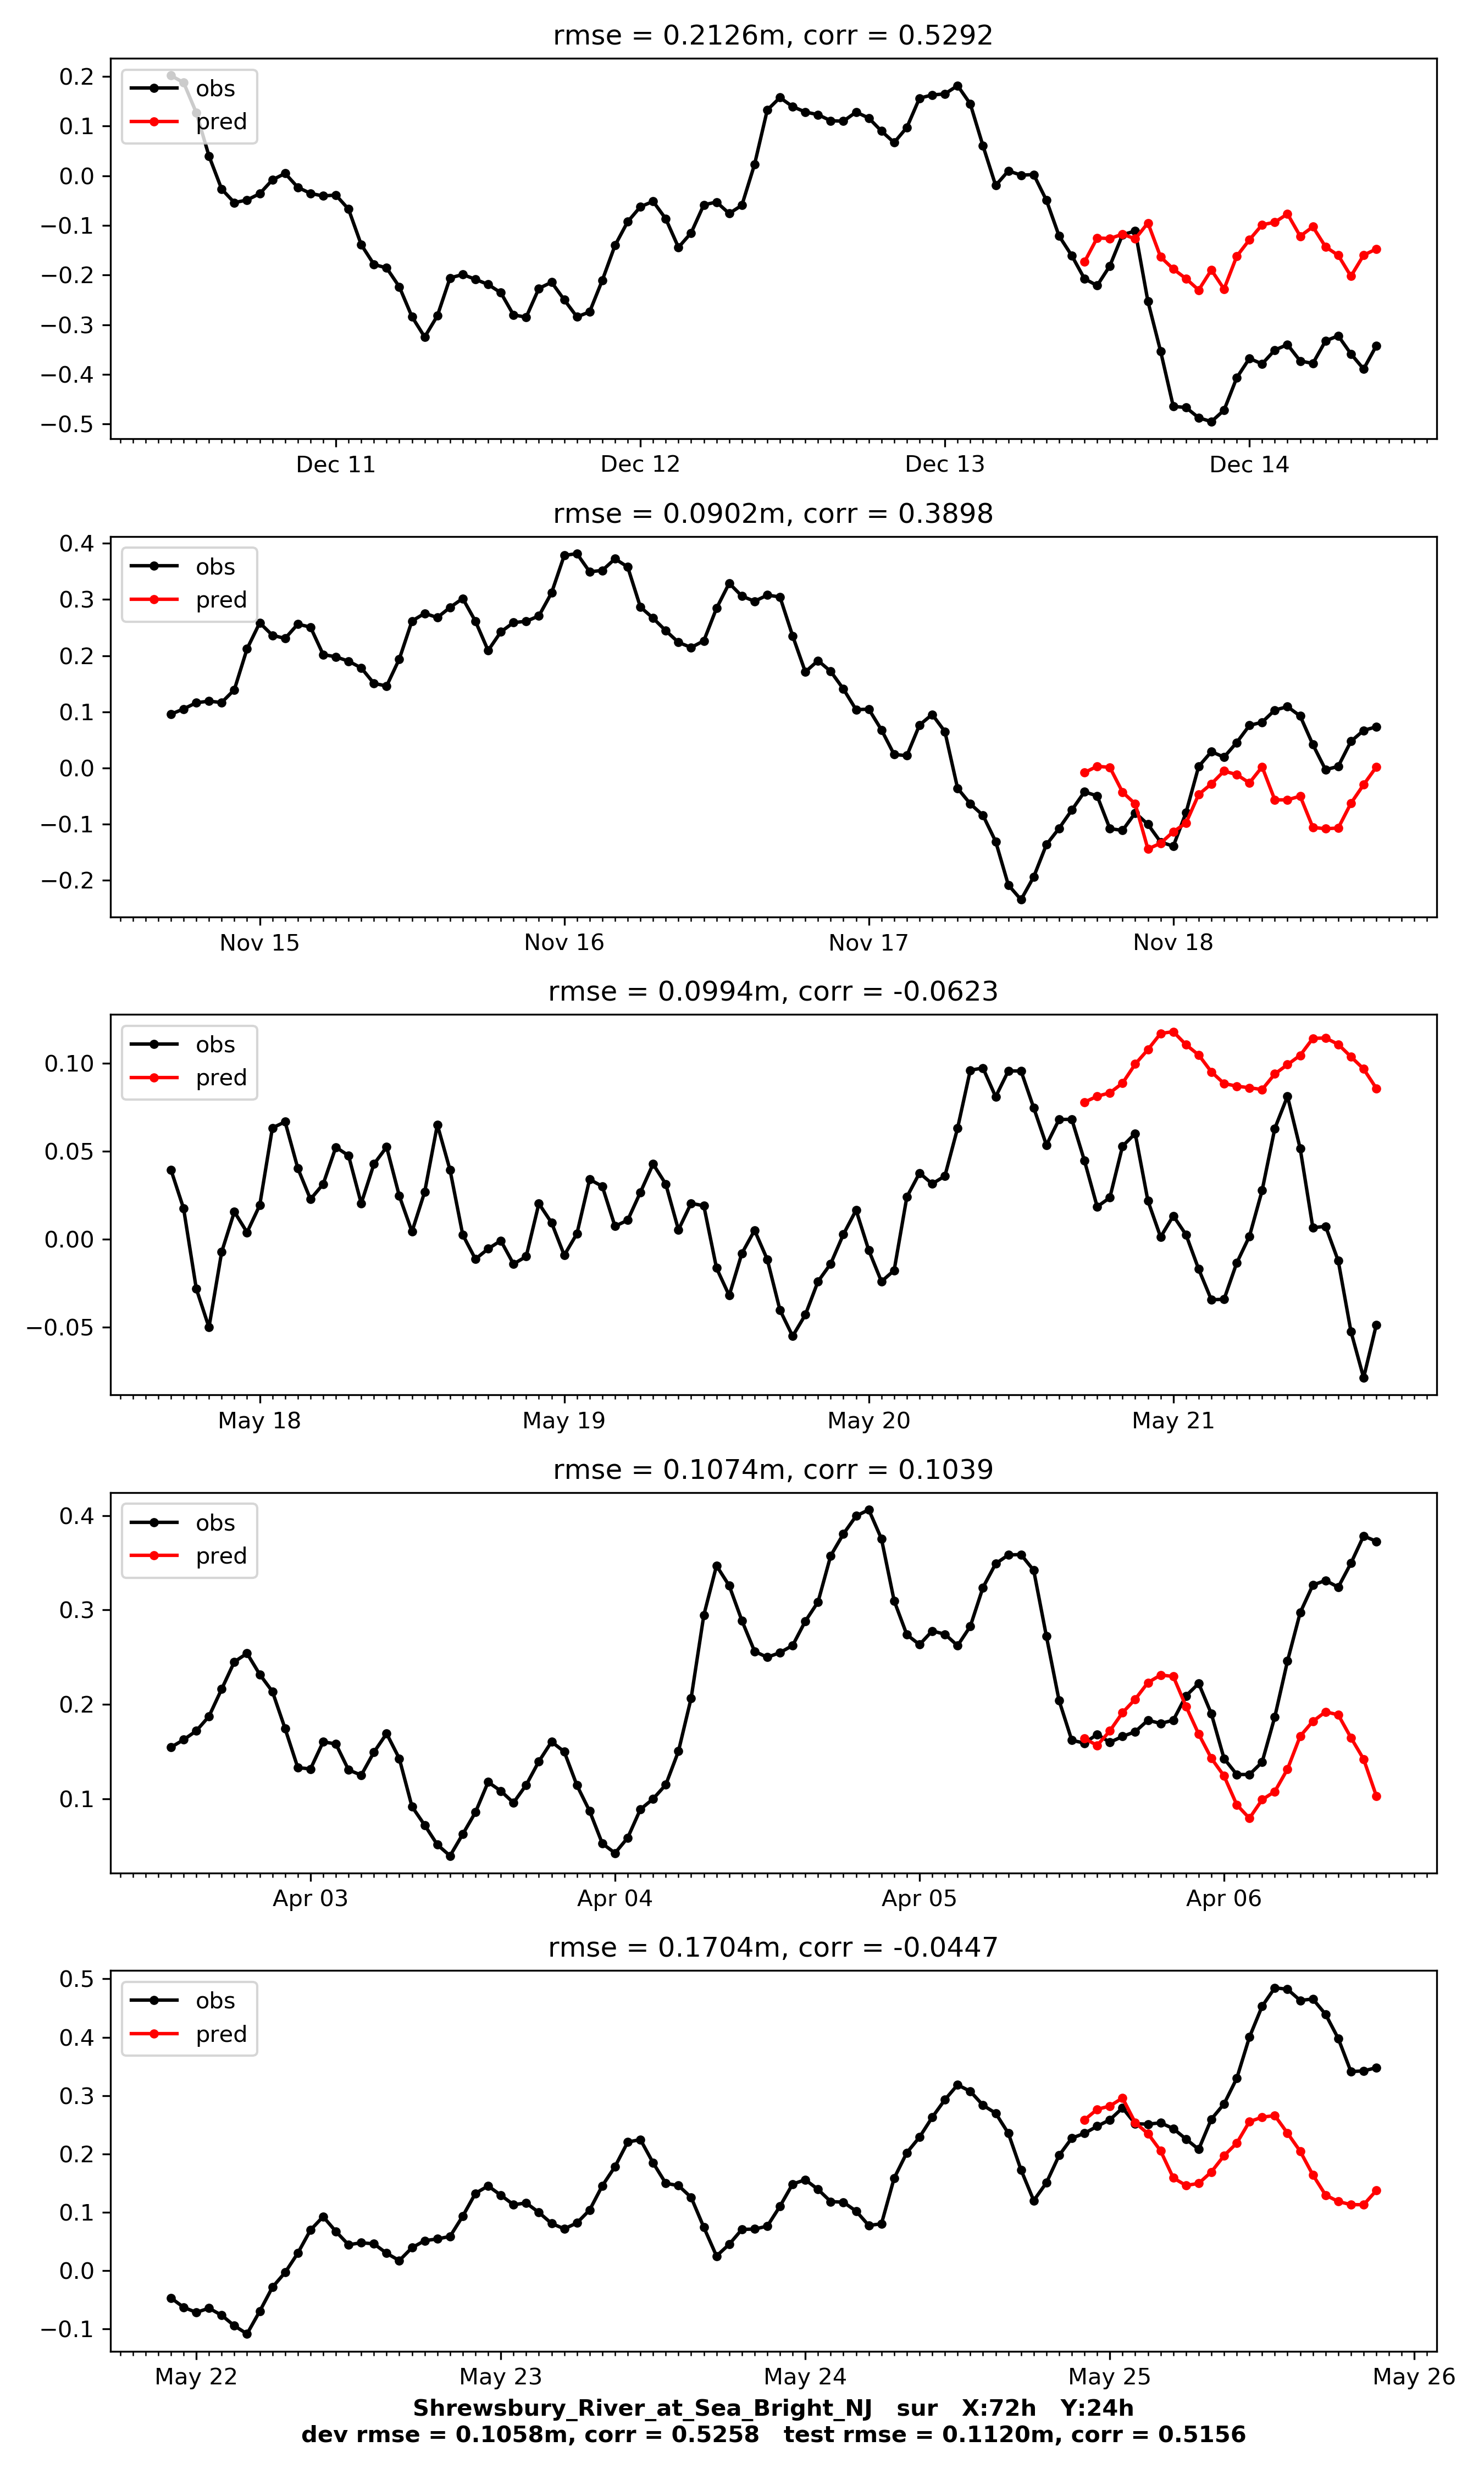 rmse = 0.2126m, corr = 0.5292
obs
pred
0.2
0.1
0.0
−0.1
−0.2
−0.3
−0.4
−0.5
Dec 11 Dec 12 Dec 13 Dec 14
rmse = 0.0902m, corr = 0.3898
obs
pred
0.4
0.3
0.2
0.1
0.0
−0.1
−0.2
Nov 15 Nov 16 Nov 17 Nov 18
rmse = 0.0994m, corr = -0.0623
obs
pred
0.10
0.05
0.00
−0.05
May 18 May 19 May 20 May 21
rmse = 0.1074m, corr = 0.1039
obs
pred
0.4
0.3
0.2
0.1
Apr 03 Apr 04 Apr 05 Apr 06
rmse = 0.1704m, corr = -0.0447
obs
pred
0.5
0.4
0.3
0.2
0.1
0.0
−0.1
May 22 May 23 May 24 May 25 May 26
Shrewsbury_River_at_Sea_Bright_NJ sur X:72h Y:24h
dev rmse = 0.1058m, corr = 0.5258 test rmse = 0.1120m, corr = 0.5156